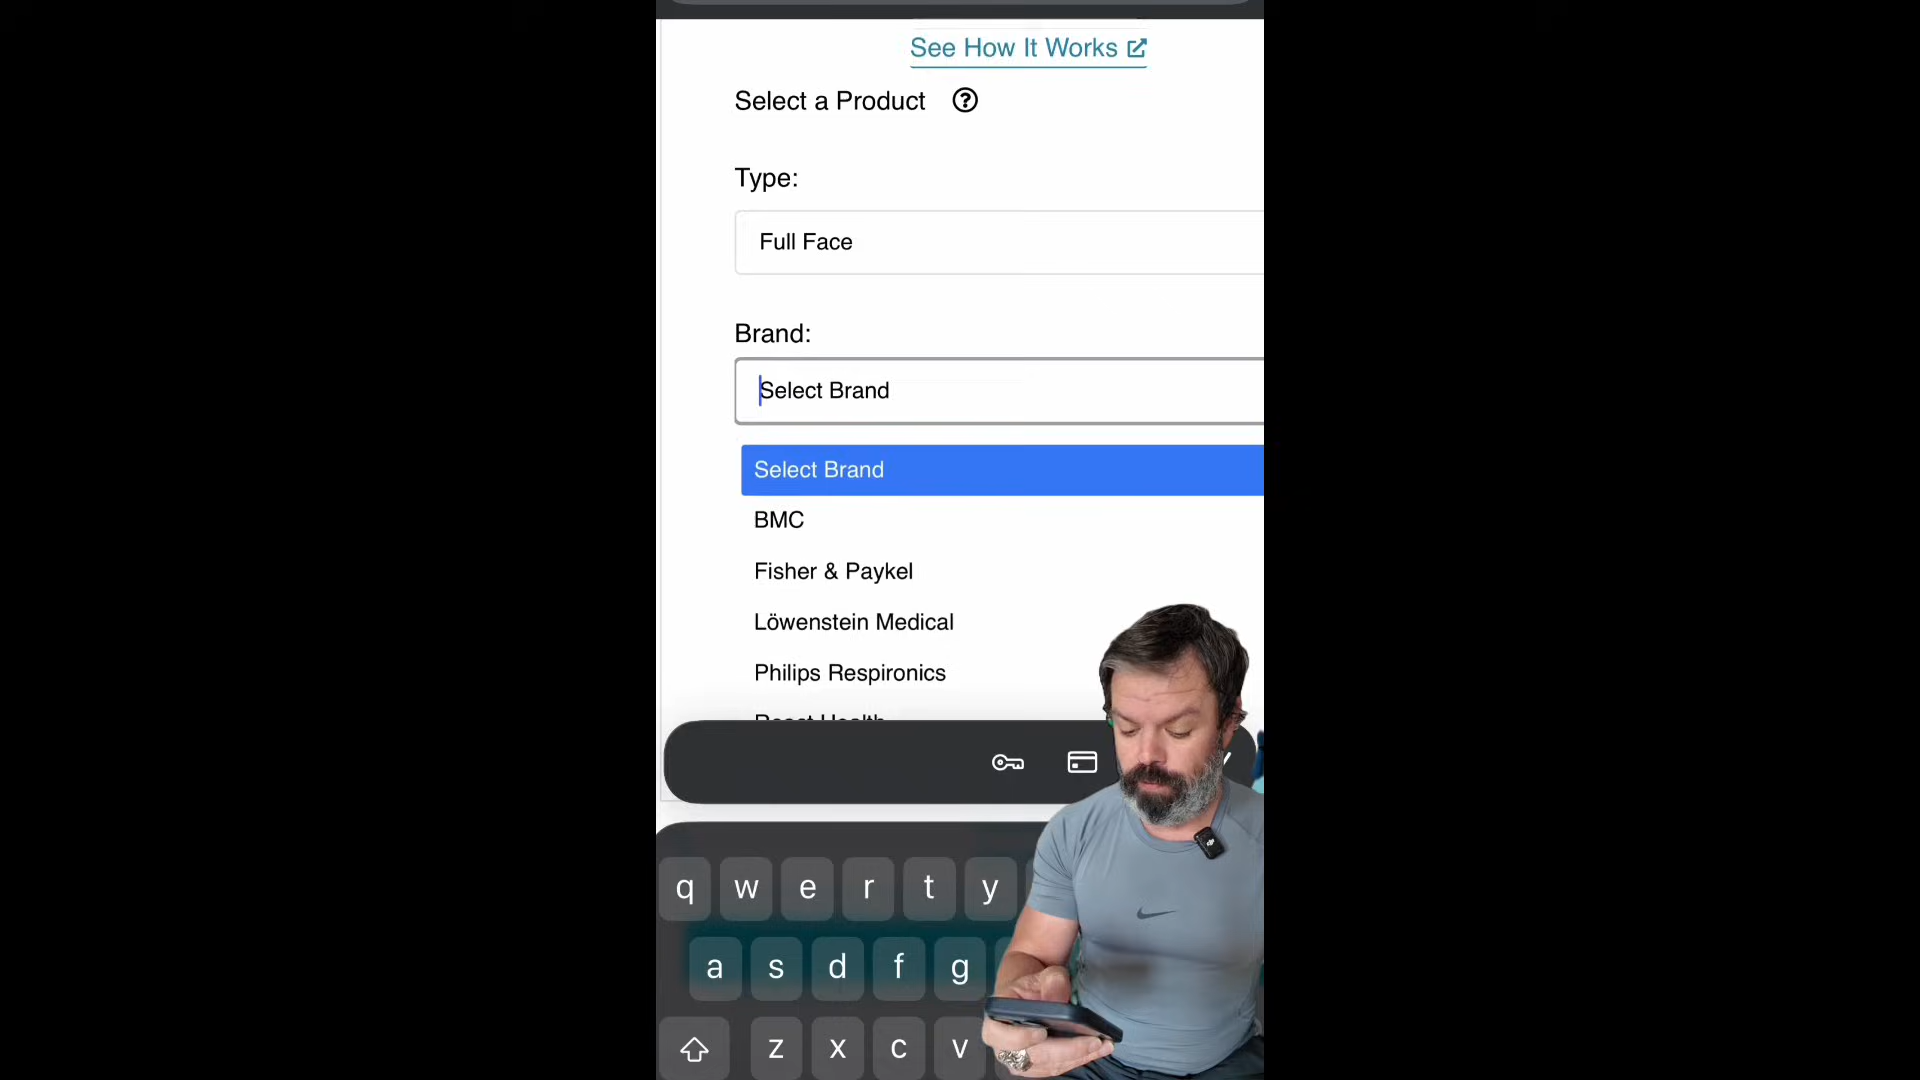 See How It Works
Select a Product
Type:
Full Face
Brand:
Select Brand
Select Brand
BMC
Fisher & Paykel
Löwenstein Medical
Philips Respironics
q w e r t y
a s d f g
z x c v